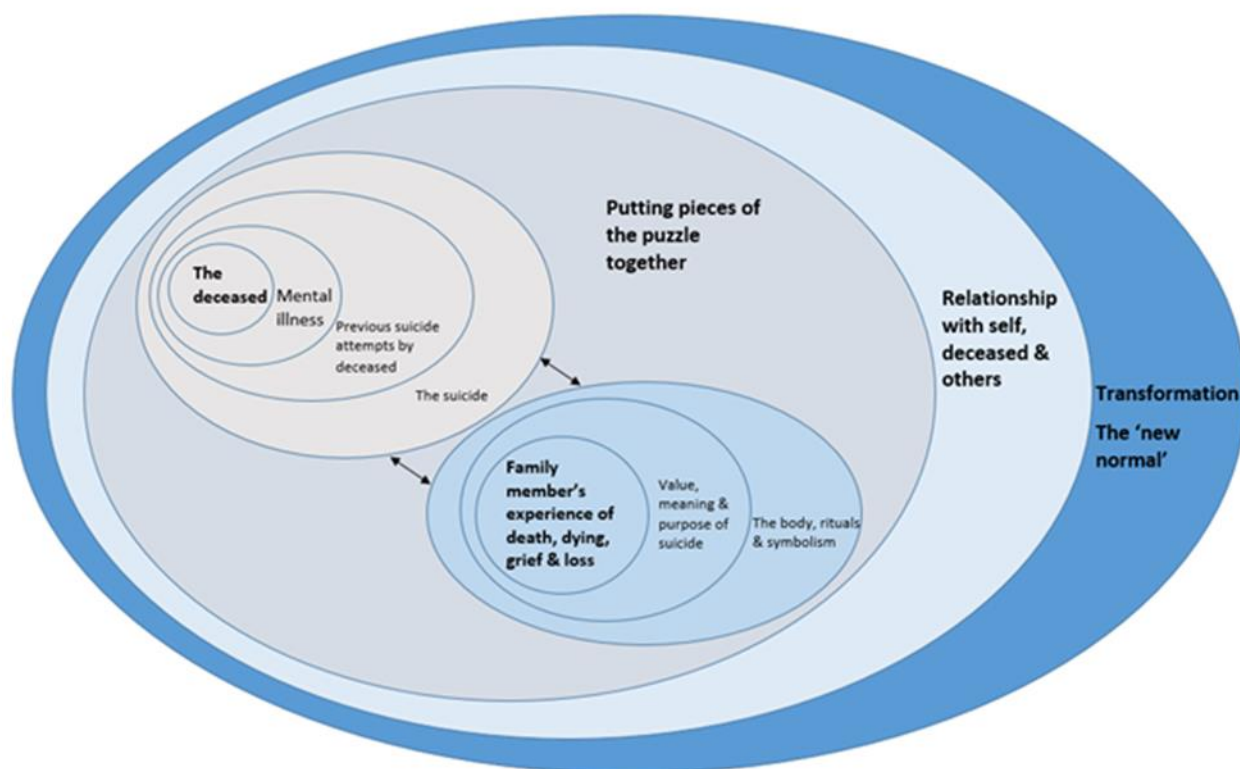 Putting pieces of
the puzzle
together
The
deceased
Mental
illness
Previous suicide
attempts by
deceased
The suicide
Relationship
with self,
deceased &
others
Transformation
The ‘new
normal’
Family
member’s
experience of
death, dying,
grief & loss
Value,
meaning &
purpose of
suicide
The body, rituals
& symbolism